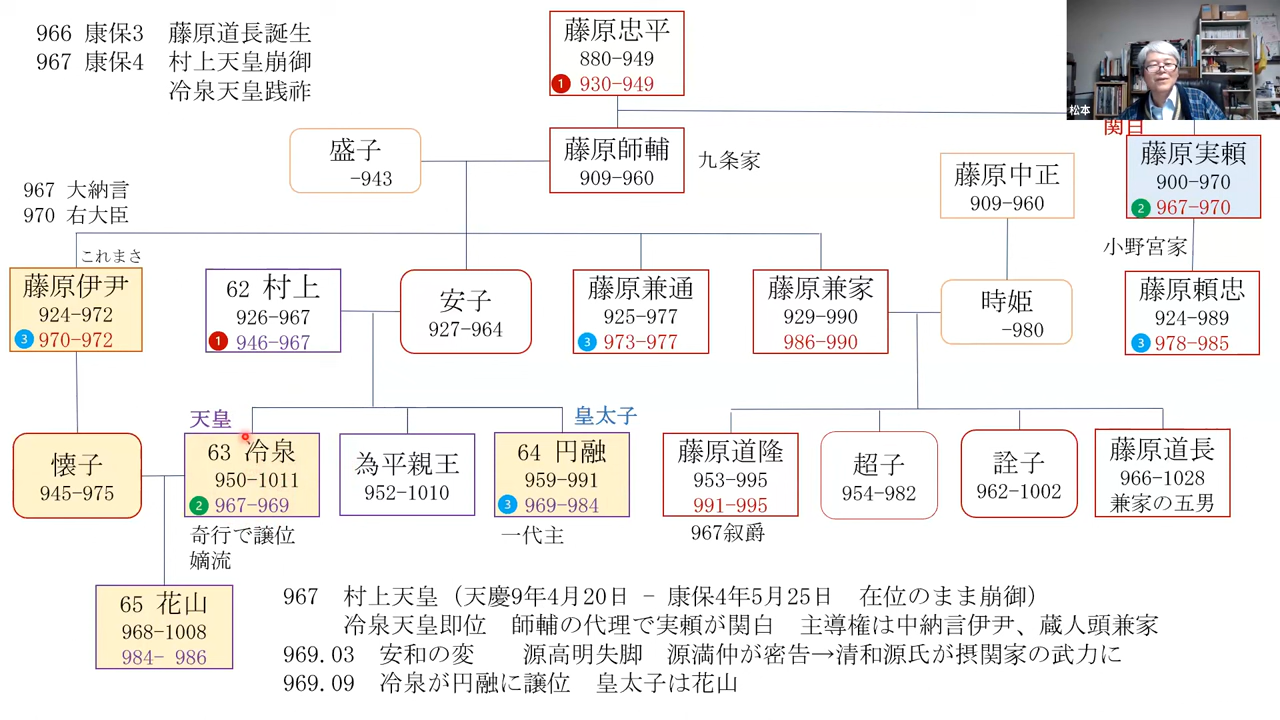 966 康保3　藤原道長誕生
967 康保4　村上天皇崩御
冷泉天皇践祚
藤原忠平
880-949
1 930-949
松本
関白
盛子
-943
藤原師輔
909-960
九条家
藤原中正
909-960
藤原実頼
900-970
2 967-970
小野宮家
967 大納言
970 右大臣
これまさ
藤原伊尹
924-972
3 970-972
62 村上
926-967
1 946-967
安子
927-964
藤原兼通
925-977
3 973-977
藤原兼家
929-990
986-990
時姫
-980
藤原頼忠
924-989
3 978-985
懐子
945-975
天皇
63 冷泉
950-1011
2 967-969
奇行で譲位
嫡流
為平親王
952-1010
皇太子
64 円融
959-991
3 969-984
一代主
藤原道隆
953-995
991-995
967叙爵
超子
954-982
詮子
962-1002
藤原道長
966-1028
兼家の五男
65 花山
968-1008
984- 986
967　村上天皇（天慶9年4月20日 - 康保4年5月25日　在位のまま崩御）
冷泉天皇即位　師輔の代理で実頼が関白　主導権は中納言伊尹、蔵人頭兼家
969.03　安和の変　　源高明失脚　源満仲が密告→清和源氏が摂関家の武力に
969.09　冷泉が円融に譲位　皇太子は花山